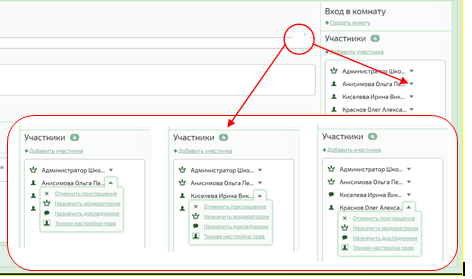 Вход в комнату
+Создать анкету
Участники 4
+Добавить участника
Администратор Шко...
Анисимова Ольга Пе...
Киселева Ирина Вик...
Краснов Олег Алекса...
Участники 4
+Добавить участника
Администратор Шко...
Анисимова Ольга Пе...
Отменить приглашение
Назначить модератором
Назначить докладчиком
Тонкая настройка прав
Участники 4
+Добавить участника
Администратор Шко...
Анисимова Ольга Пе...
Киселева Ирина Вик...
Отменить приглашение
Назначить модератором
Назначить докладчиком
Тонкая настройка прав
Участники 4
+Добавить участника
Администратор Шко...
Анисимова Ольга Пе...
Киселева Ирина Вик...
Краснов Олег Алекса...
Отменить приглашение
Назначить модератором
Назначить докладчиком
Тонкая настройка прав